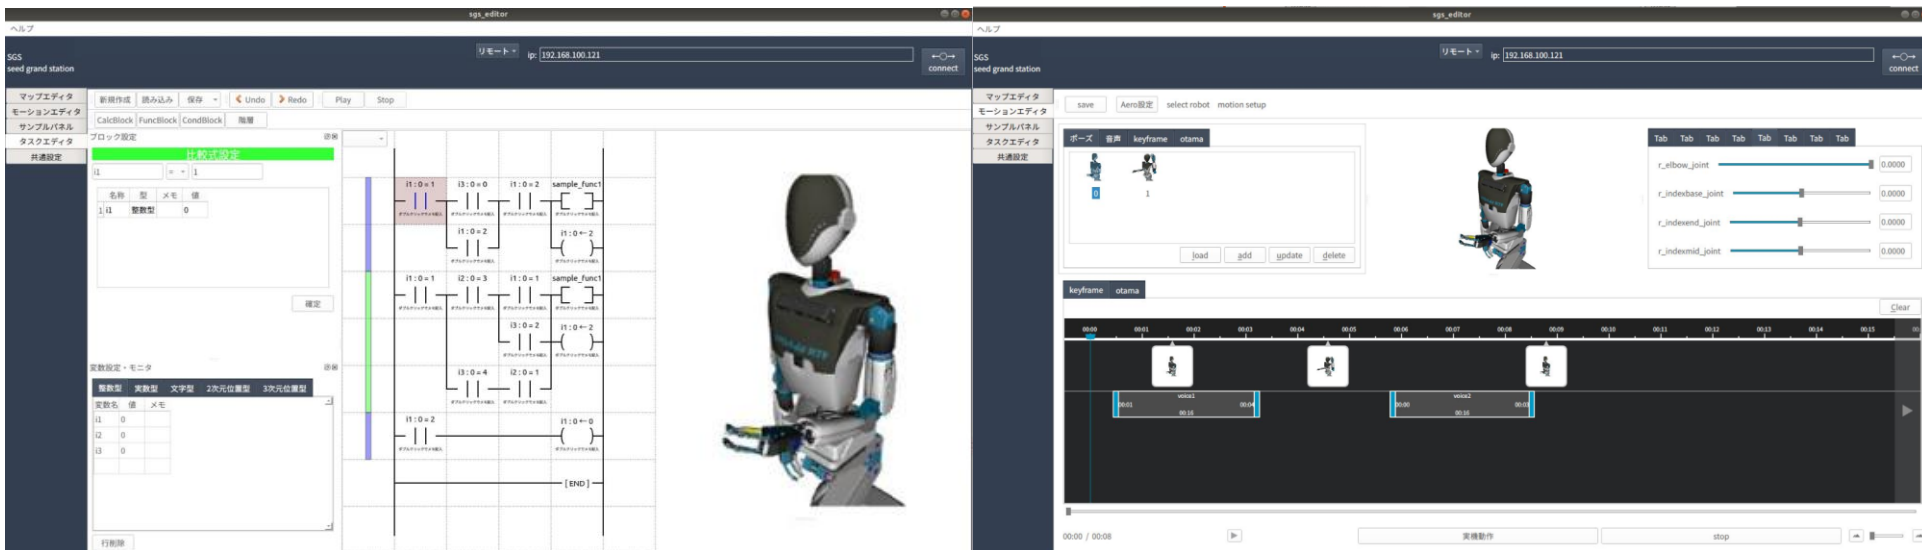 sgs_editor
ヘルプ
SGS
seed grand station
リモート
ip: 192.168.100.121
connect
マップエディタ
モーションエディタ
サンプルパネル
タスクエディタ
共通設定
新規作成 読み込み 保存 Undo Redo Play Stop
CalcBlock FuncBlock CondBlock 階層
ブロック設定
比較式設定
i1 = 1
名称 型 メモ 値
1 i1 整数型 0
確定
変数設定・モニタ
整数型 実数型 文字型 2次元位置型 3次元位置型
変数名 値 メモ
i1 0
i2 0
i3 0
行削除
i1 : 0 = 1 i3 : 0 = 0 i1 : 0 = 2 sample_func1
i1 : 0 = 2 i1 : 0 ← 2
i1 : 0 = 1 i2 : 0 = 3 i1 : 0 = 1 sample_func1
i3 : 0 = 2 i1 : 0 ← 2
i3 : 0 = 4 i2 : 0 = 1
i1 : 0 = 2 i1 : 0 ← 0
[ END ]
sgs_editor
ヘルプ
SGS
seed grand station
リモート
ip: 192.168.100.121
connect
マップエディタ
モーションエディタ
サンプルパネル
タスクエディタ
共通設定
save Aero設定 select robot motion setup
ポーズ 音声 keyframe otama
0 1
load add update delete
Tab Tab Tab Tab Tab Tab Tab Tab
r_elbow_joint 0.0000
r_indexbase_joint 0.0000
r_indexend_joint 0.0000
r_indexmid_joint 0.0000
keyframe otama
Clear
00:00 00:01 00:02 00:03 00:04 00:05 00:06 00:07 00:08 00:09 00:10 00:11 00:12 00:13 00:14 00:15
voice1
00:01 00:04
00:16
voice2
00:00 00:03
00:16
00:00 / 00:08
実機動作
stop